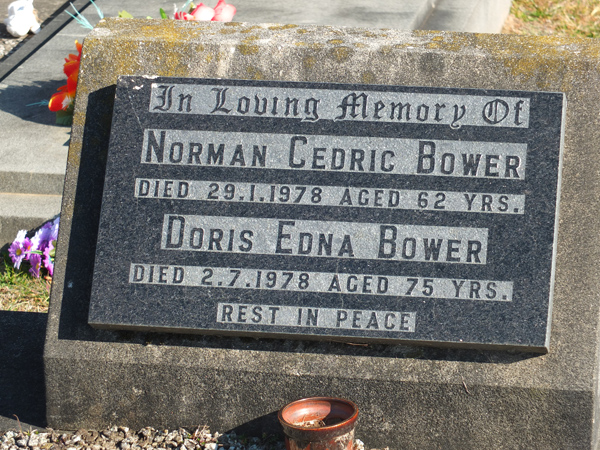 In Loving Memory Of
NORMAN CEDRIC BOWER
DIED 29.1.1978 AGED 62 YRS.
DORIS EDNA BOWER
DIED 2.7.1978 AGED 75 YRS.
REST IN PEACE